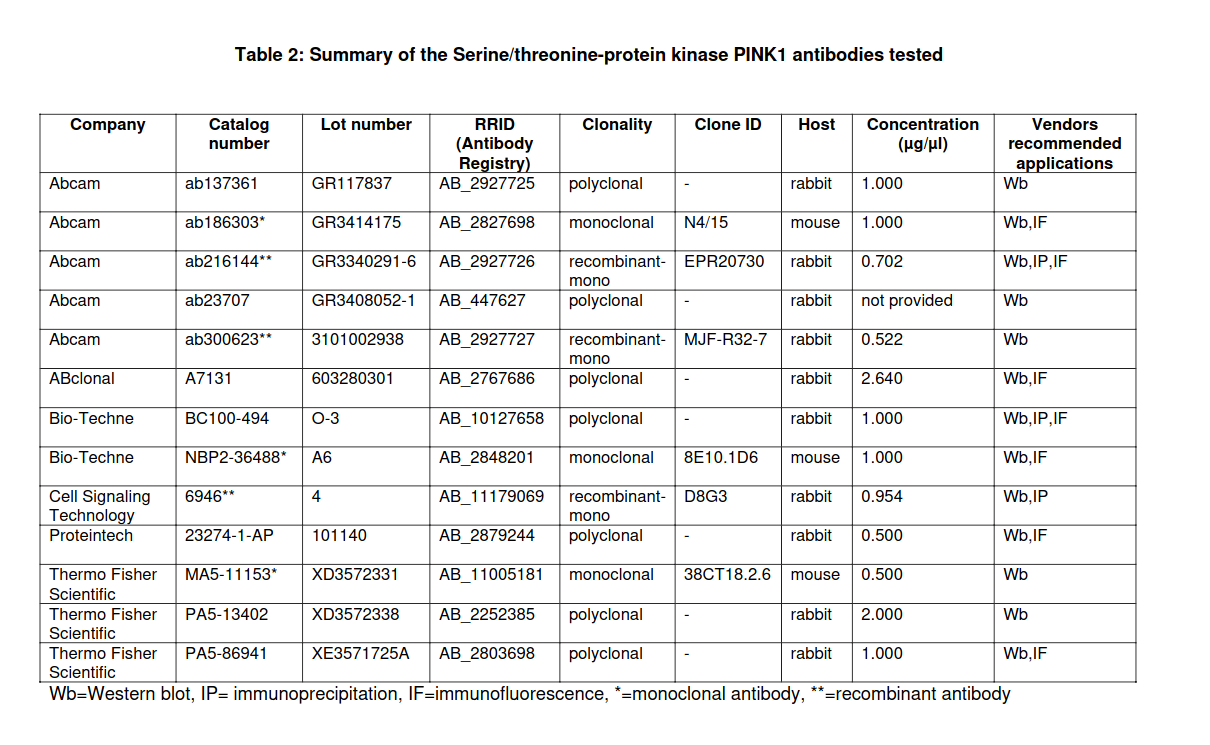 Table 2: Summary of the Serine/threonine-protein kinase PINK1 antibodies tested
Company Catalog number Lot number RRID (Antibody Registry) Clonality Clone ID Host Concentration (µg/µl) Vendors recommended applications
Abcam ab137361 GR117837 AB_2927725 polyclonal - rabbit 1.000 Wb
Abcam ab186303* GR3414175 AB_2827698 monoclonal N4/15 mouse 1.000 Wb,IF
Abcam ab216144** GR3340291-6 AB_2927726 recombinant-mono EPR20730 rabbit 0.702 Wb,IP,IF
Abcam ab23707 GR3408052-1 AB_447627 polyclonal - rabbit not provided Wb
Abcam ab300623** 3101002938 AB_2927727 recombinant-mono MJF-R32-7 rabbit 0.522 Wb
ABclonal A7131 603280301 AB_2767686 polyclonal - rabbit 2.640 Wb,IF
Bio-Techne BC100-494 O-3 AB_10127658 polyclonal - rabbit 1.000 Wb,IP,IF
Bio-Techne NBP2-36488* A6 AB_2848201 monoclonal 8E10.1D6 mouse 1.000 Wb,IF
Cell Signaling Technology 6946** 4 AB_11179069 recombinant-mono D8G3 rabbit 0.954 Wb,IP
Proteintech 23274-1-AP 101140 AB_2879244 polyclonal - rabbit 0.500 Wb,IF
Thermo Fisher Scientific MA5-11153* XD3572331 AB_11005181 monoclonal 38CT18.2.6 mouse 0.500 Wb
Thermo Fisher Scientific PA5-13402 XD3572338 AB_2252385 polyclonal - rabbit 2.000 Wb
Thermo Fisher Scientific PA5-86941 XE3571725A AB_2803698 polyclonal - rabbit 1.000 Wb,IF
Wb=Western blot, IP= immunoprecipitation, IF=immunofluorescence, *=monoclonal antibody, **=recombinant antibody